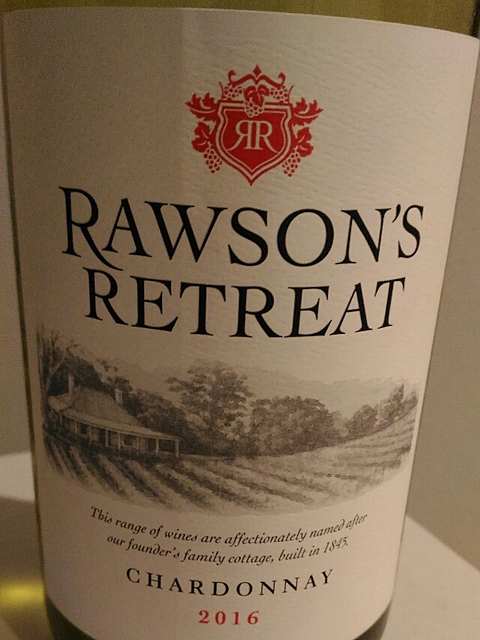 RR
RAWSON'S
RETREAT
This range of wines are affectionately named after
our founder's family cottage, built in 1845.
CHARDONNAY
2016